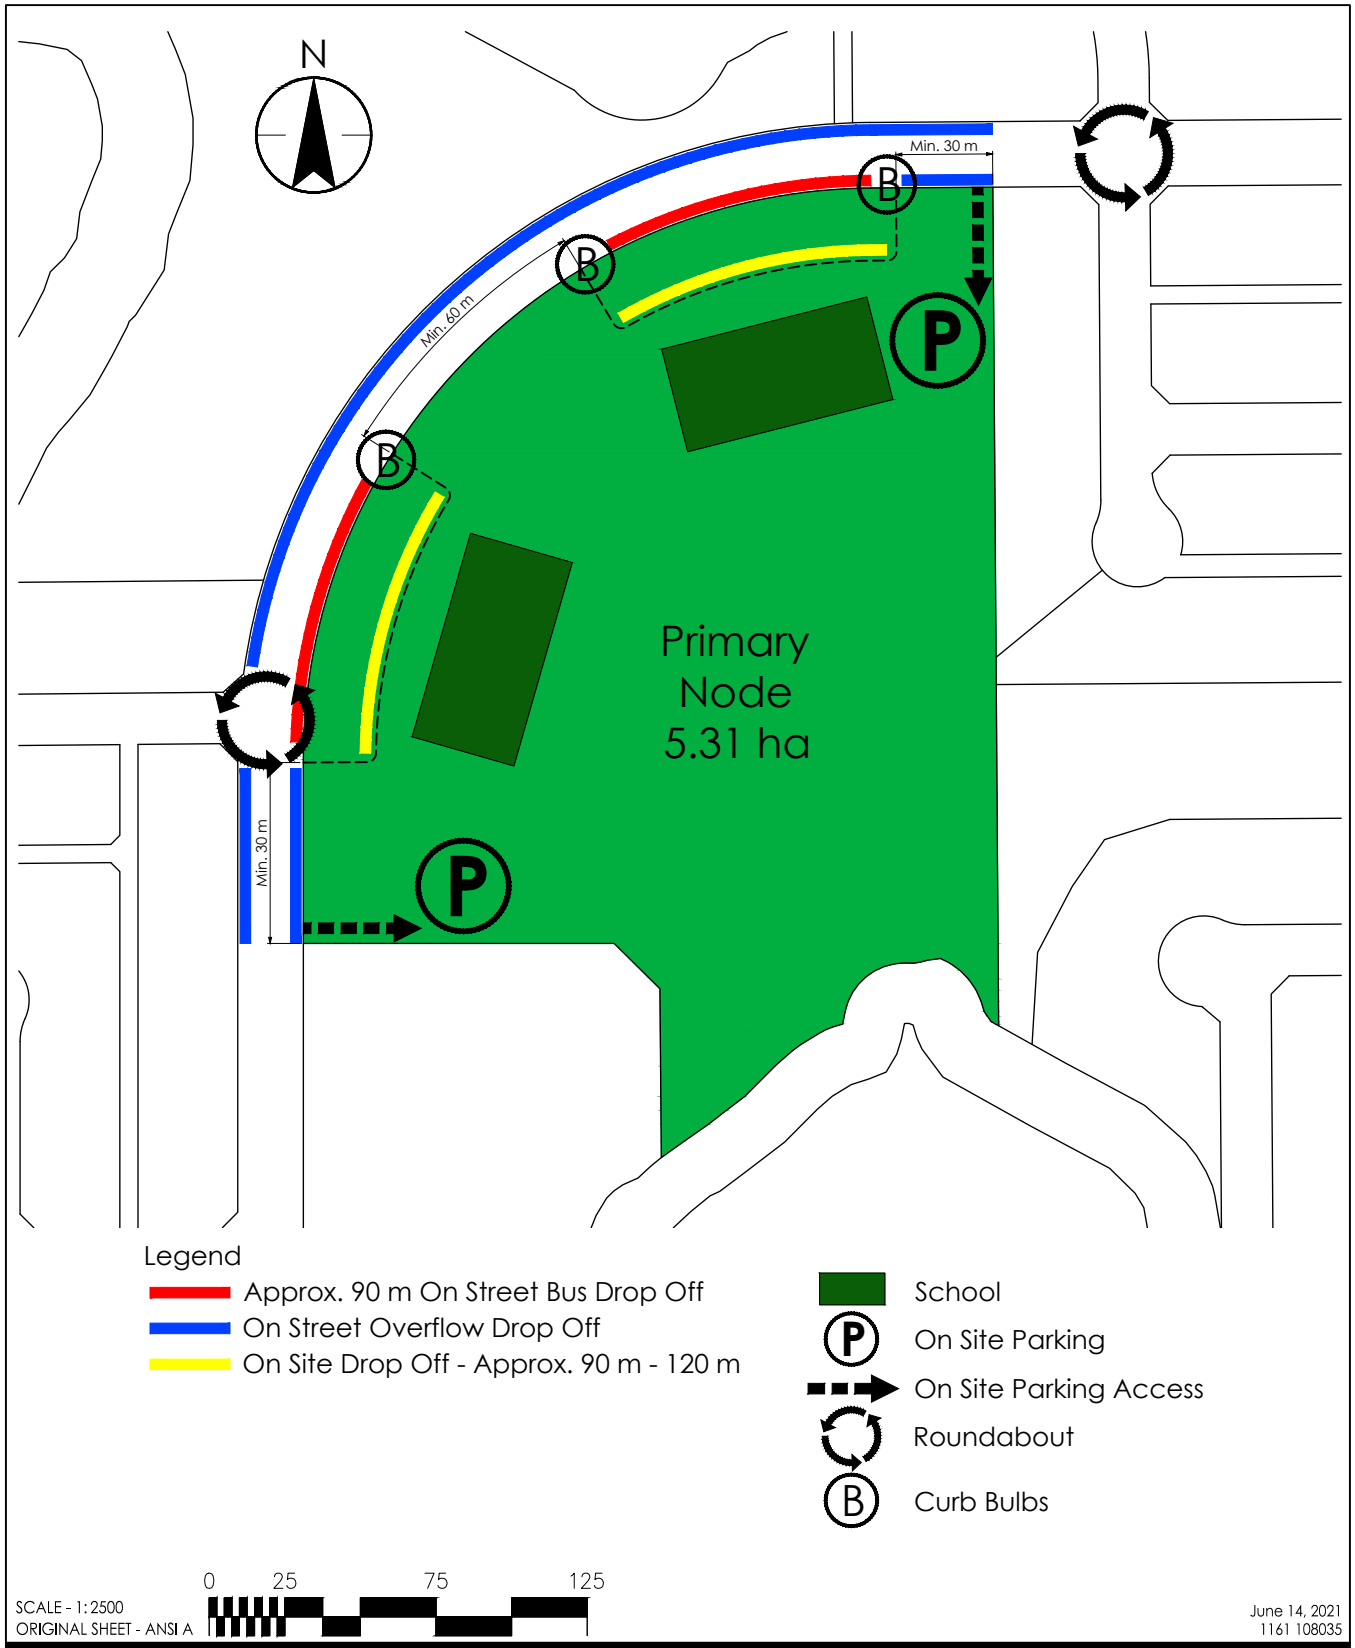 N
Min. 30 m
B
B
Min. 60 m
P
B
Primary
Node
5.31 ha
Min. 30 m
P
Legend
Approx. 90 m On Street Bus Drop Off
On Street Overflow Drop Off
On Site Drop Off - Approx. 90 m - 120 m
School
P On Site Parking
On Site Parking Access
Roundabout
B Curb Bulbs
0 25 75 125
SCALE - 1: 2500
ORIGINAL SHEET - ANSI A
June 14, 2021
1161 108035